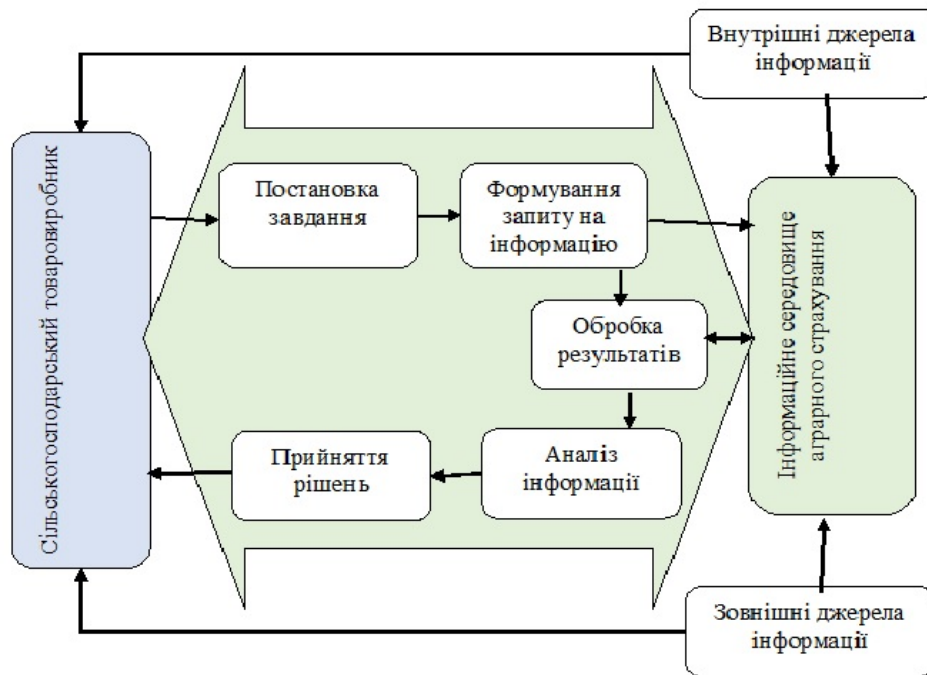 Внутрішні джерела
інформації
Сільськогосподарський товаровиробник
Постановка
завдання
Формування
запиту на
інформацію
Інформаційне середовище
аграрного страхування
Обробка
результатів
Прийняття
рішень
Аналіз
інформації
Зовнішні джерела
інформації